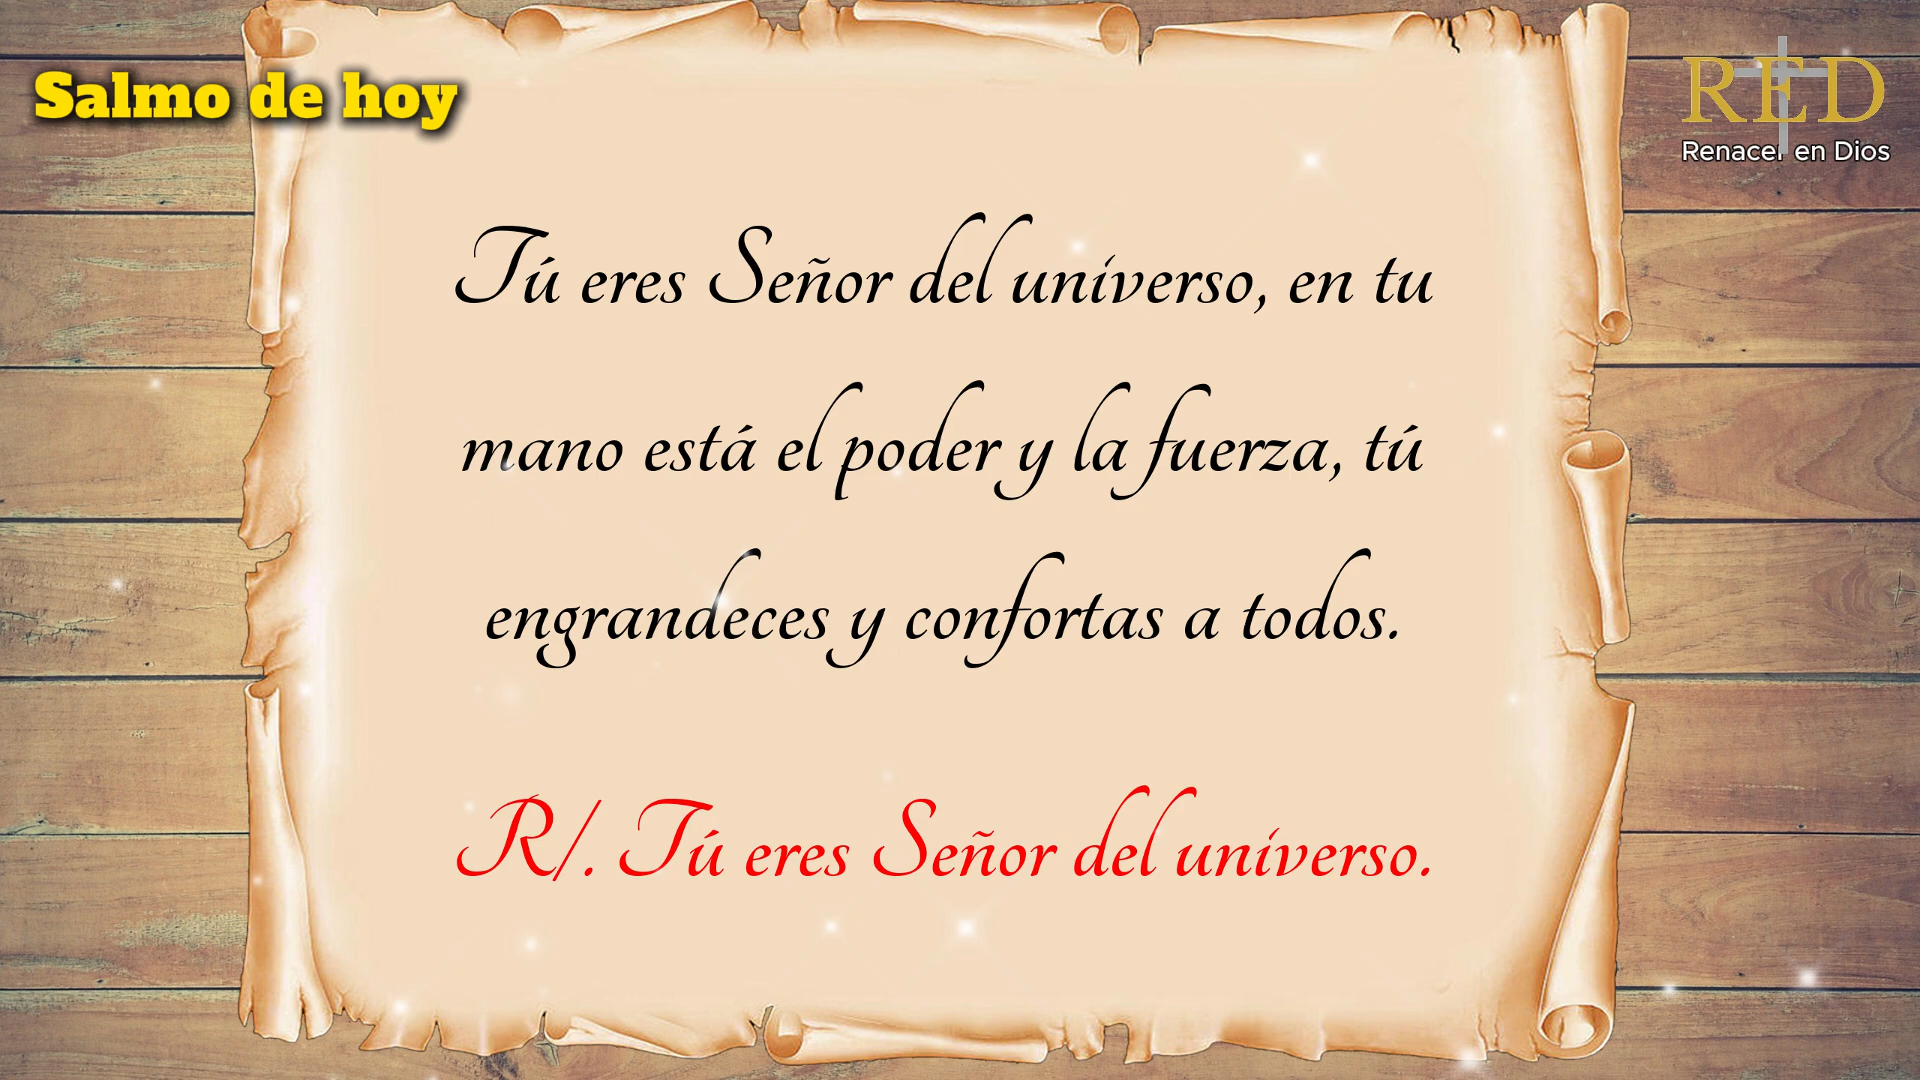 Salmo de hoy
RED
Renacer en Dios
Tú eres Señor del universo, en tu
mano está el poder y la fuerza, tú
engrandeces y confortas a todos.
R/. Tú eres Señor del universo.